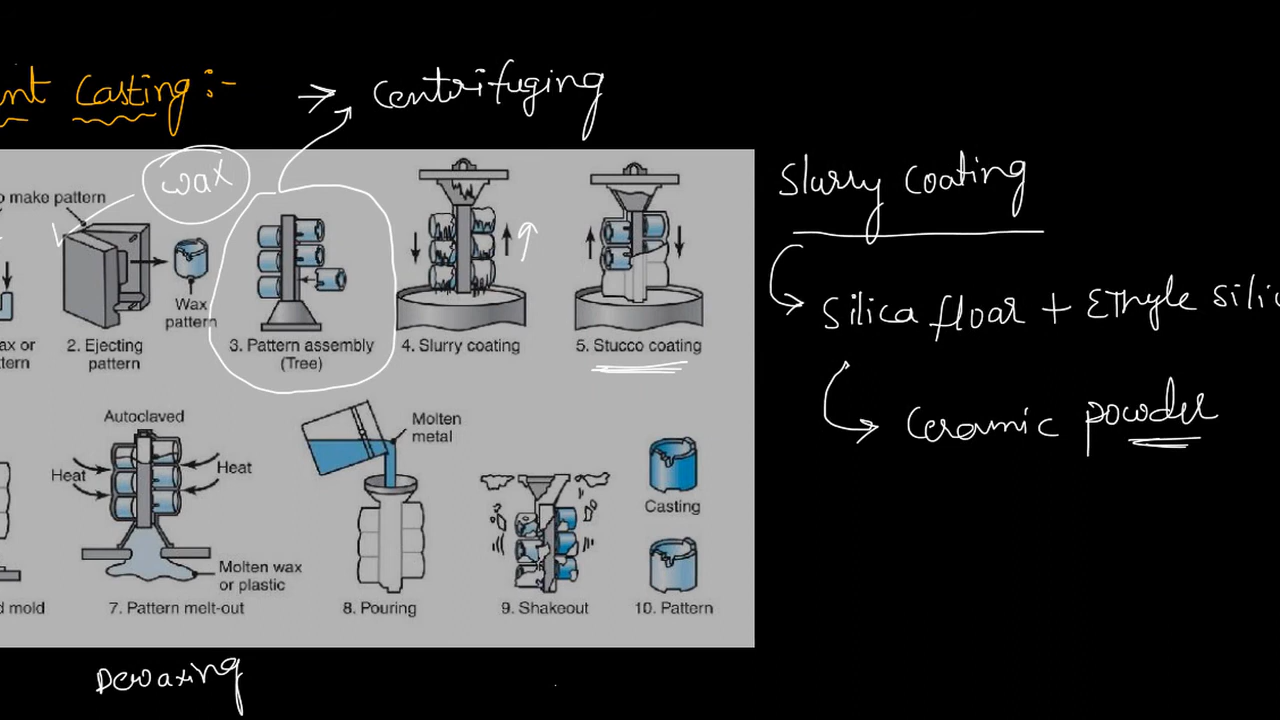 nt Casting :- → Centrifuging
wax
o make pattern
Slurry coating
Wax
pattern
ax or
ttern
2. Ejecting
pattern
3. Pattern assembly
(Tree)
4. Slurry coating
5. Stucco coating
Silica floar + Ethyle silic
Ceramic powder
Autoclaved
Heat
Heat
Molten wax
or plastic
Molten
metal
Casting
d mold
7. Pattern melt-out
8. Pouring
9. Shakeout
10. Pattern
Dewaxing